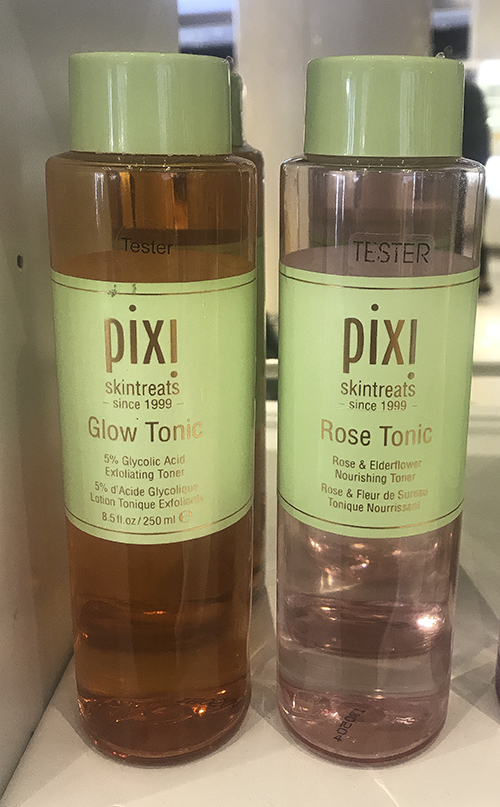 Tester
pixi
skintreats
- since 1999 -
Glow Tonic
5% Glycolic Acid
Exfoliating Toner
5% d'Acide Glycolique
Lotion Tonique Exfoliante
8.5 fl.oz/250 ml ℮
TESTER
pixi
skintreats
- since 1999 -
Rose Tonic
Rose & Elderflower
Nourishing Toner
Rose & Fleur de Sureau
Tonique Nourrissant